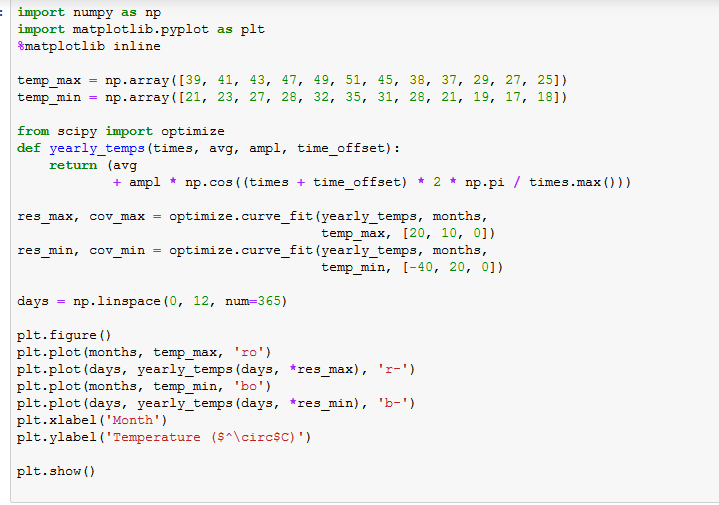 import numpy as np
import matplotlib.pyplot as plt
%matplotlib inline
temp_max = np.array([39, 41, 43, 47, 49, 51, 45, 38, 37, 29, 27, 25])
temp_min = np.array([21, 23, 27, 28, 32, 35, 31, 28, 21, 19, 17, 18])
from scipy import optimize
def yearly_temps(times, avg, ampl, time_offset):
    return (avg
            + ampl * np.cos((times + time_offset) * 2 * np.pi / times.max()))
res_max, cov_max = optimize.curve_fit(yearly_temps, months,
                                      temp_max, [20, 10, 0])
res_min, cov_min = optimize.curve_fit(yearly_temps, months,
                                      temp_min, [-40, 20, 0])
days = np.linspace(0, 12, num=365)
plt.figure()
plt.plot(months, temp_max, 'ro')
plt.plot(days, yearly_temps(days, *res_max), 'r-')
plt.plot(months, temp_min, 'bo')
plt.plot(days, yearly_temps(days, *res_min), 'b-')
plt.xlabel('Month')
plt.ylabel('Temperature ($^\circ$C)')
plt.show()